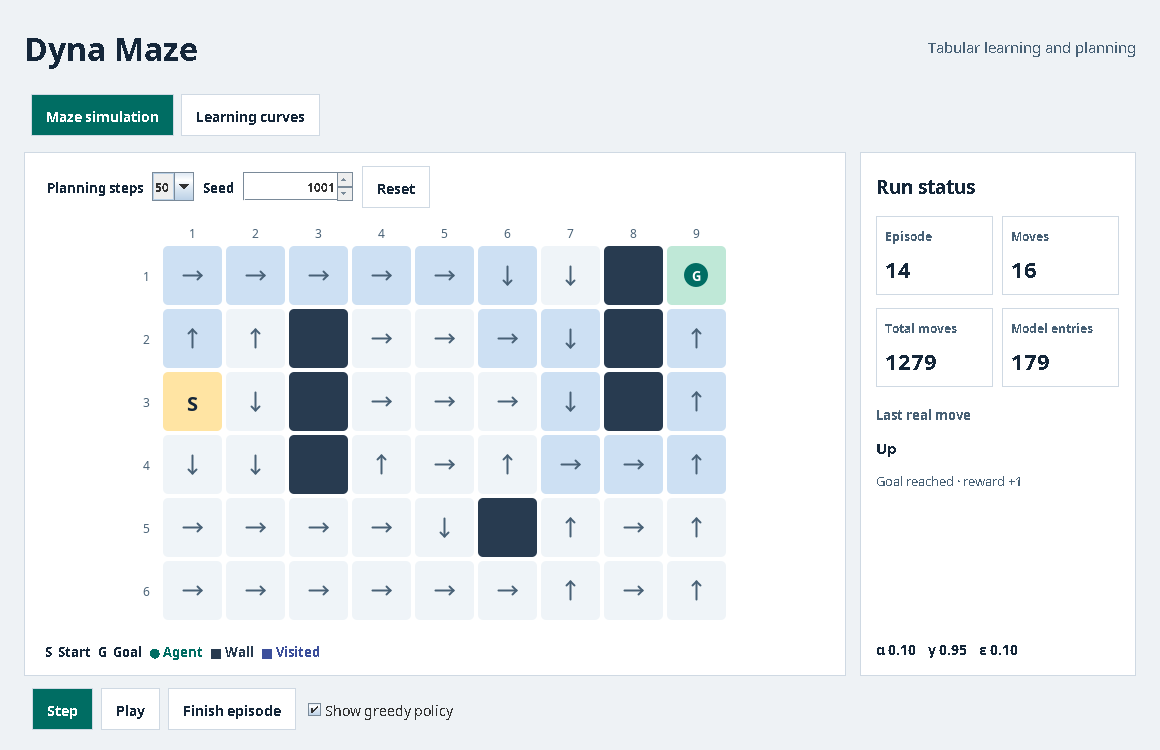 Dyna Maze
Tabular learning and planning
Maze simulation Learning curves
Planning steps 50 Seed 1001 Reset
1 2 3 4 5 6 7 8 9
1 → → → → → ↓ ↓ G
2 ↑ ↑ → → → ↓ ↑
3 S ↓ → → → ↓ ↑
4 ↓ ↓ ↑ → ↑ → → ↑
5 → → → → ↓ ↑ → ↑
6 → → → → → → ↑ → ↑
S Start G Goal Agent Wall Visited
Run status
Episode
14
Moves
16
Total moves
1279
Model entries
179
Last real move
Up
Goal reached · reward +1
α 0.10 γ 0.95 ε 0.10
Step Play Finish episode Show greedy policy